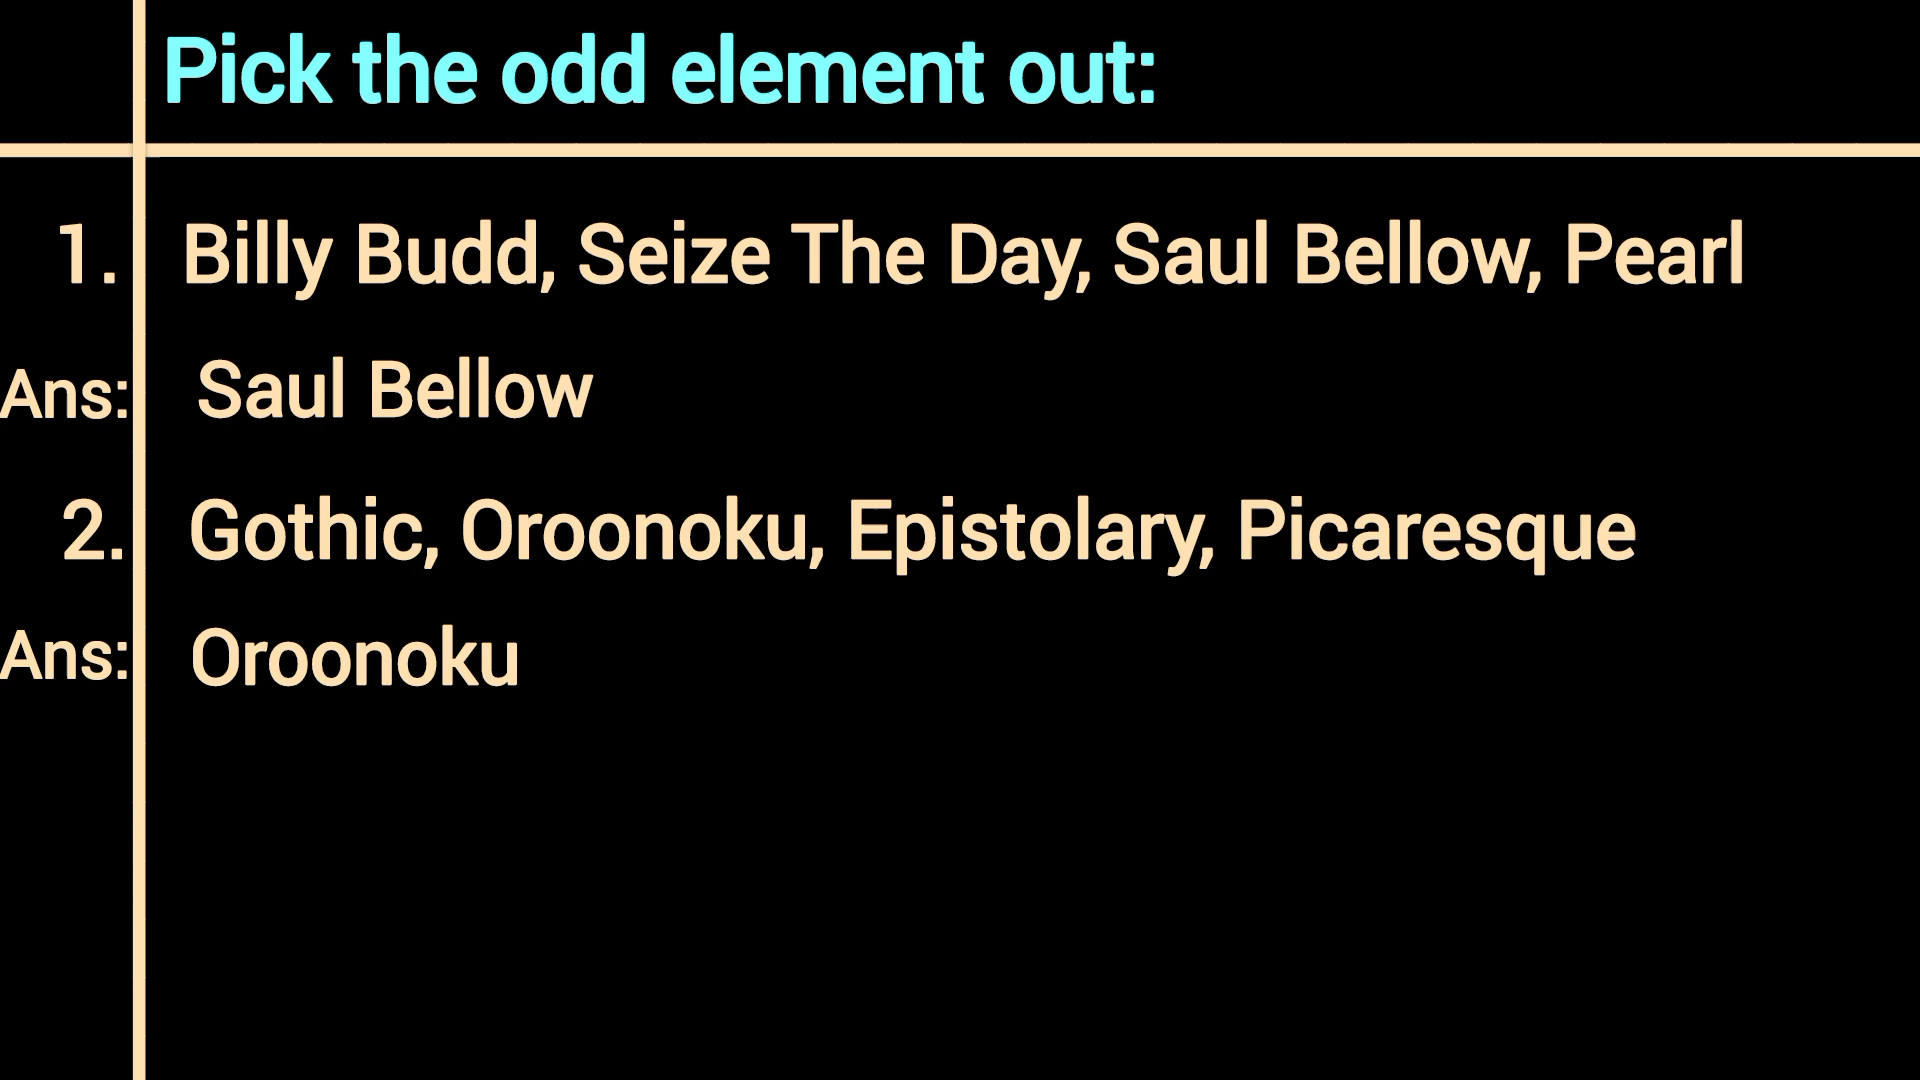 Pick the odd element out:
1. Billy Budd, Seize The Day, Saul Bellow, Pearl
Ans: Saul Bellow
2. Gothic, Oroonoku, Epistolary, Picaresque
Ans: Oroonoku